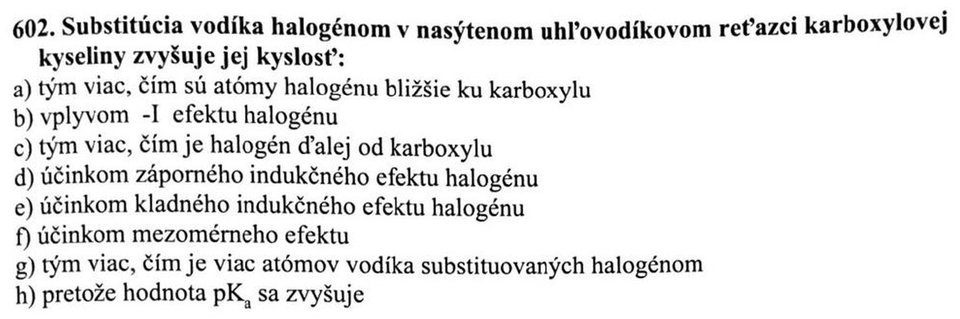 602. Substitúcia vodíka halogénom v nasýtenom uhľovodíkovom reťazci karboxylovej
kyseliny zvyšuje jej kyslosť:
a) tým viac, čím sú atómy halogénu bližšie ku karboxylu
b) vplyvom -I efektu halogénu
c) tým viac, čím je halogén ďalej od karboxylu
d) účinkom záporného indukčného efektu halogénu
e) účinkom kladného indukčného efektu halogénu
f) účinkom mezomérneho efektu
g) tým viac, čím je viac atómov vodíka substituovaných halogénom
h) pretože hodnota pKₐ sa zvyšuje